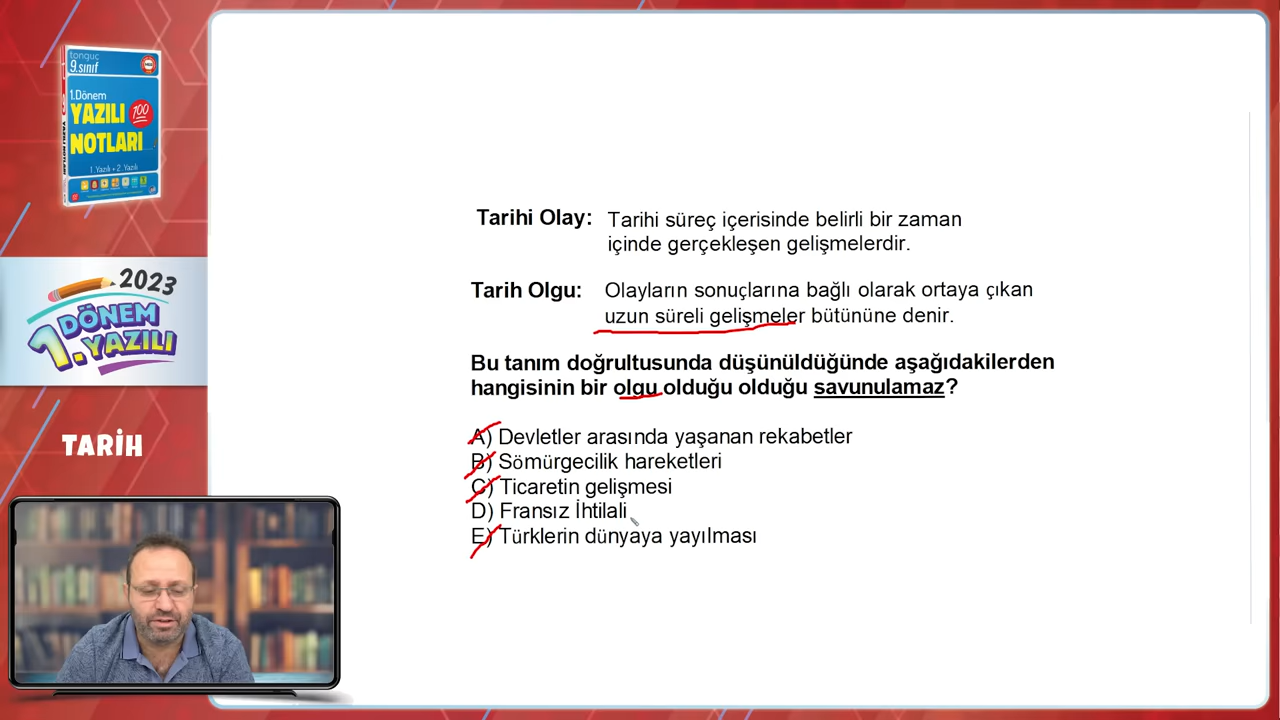 tonguç
9.sınıf
1.Dönem
YAZILI
100
NOTLARI
1. Yazılı • 2. Yazılı
YAZILI NOTLARI
2023
1. DÖNEM
YAZILI
TARİH
Tarihi Olay: Tarihi süreç içerisinde belirli bir zaman
içinde gerçekleşen gelişmelerdir.
Tarih Olgu: Olayların sonuçlarına bağlı olarak ortaya çıkan
uzun süreli gelişmeler bütününe denir.
Bu tanım doğrultusunda düşünüldüğünde aşağıdakilerden
hangisinin bir olgu olduğu olduğu savunulamaz?
A) Devletler arasında yaşanan rekabetler
B) Sömürgecilik hareketleri
C) Ticaretin gelişmesi
D) Fransız İhtilali
E) Türklerin dünyaya yayılması